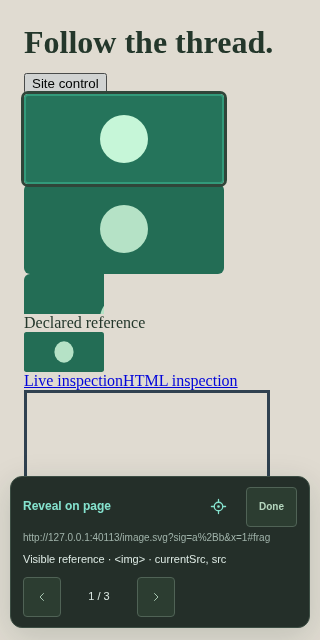 Follow the thread.
Site control
Declared reference
Live inspectionHTML inspection
Reveal on page
Done
http://127.0.0.1:40113/image.svg?sig=a%2Bb&x=1#frag
Visible reference · <img> · currentSrc, src
1 / 3